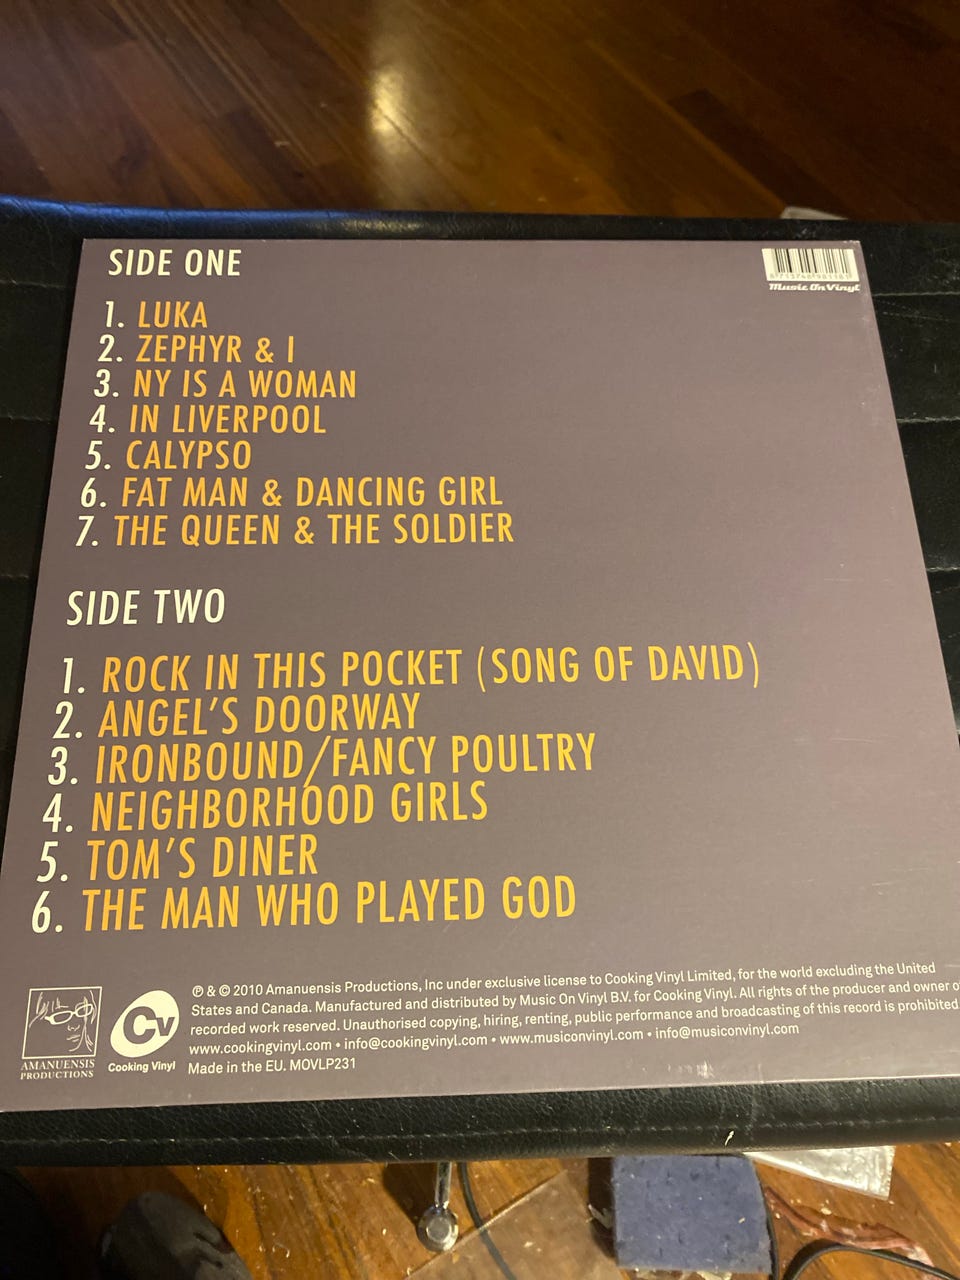 SIDE ONE
1. LUKA
2. ZEPHYR & I
3. NY IS A WOMAN
4. IN LIVERPOOL
5. CALYPSO
6. FAT MAN & DANCING GIRL
7. THE QUEEN & THE SOLDIER
Music On Vinyl
SIDE TWO
1. ROCK IN THIS POCKET (SONG OF DAVID)
2. ANGEL'S DOORWAY
3. IRONBOUND/FANCY POULTRY
4. NEIGHBORHOOD GIRLS
5. TOM'S DINER
6. THE MAN WHO PLAYED GOD
AMANUENSIS
PRODUCTIONS
Cv
Cooking Vinyl
℗ & © 2010 Amanuensis Productions, Inc under exclusive license to Cooking Vinyl Limited, for the world excluding the United
States and Canada. Manufactured and distributed by Music On Vinyl B.V. for Cooking Vinyl. All rights of the producer and owner
recorded work reserved. Unauthorised copying, hiring, renting, public performance and broadcasting of this record is prohibited.
www.cookingvinyl.com • info@cookingvinyl.com • www.musiconvinyl.com • info@musiconvinyl.com
Made in the EU. MOVLP231